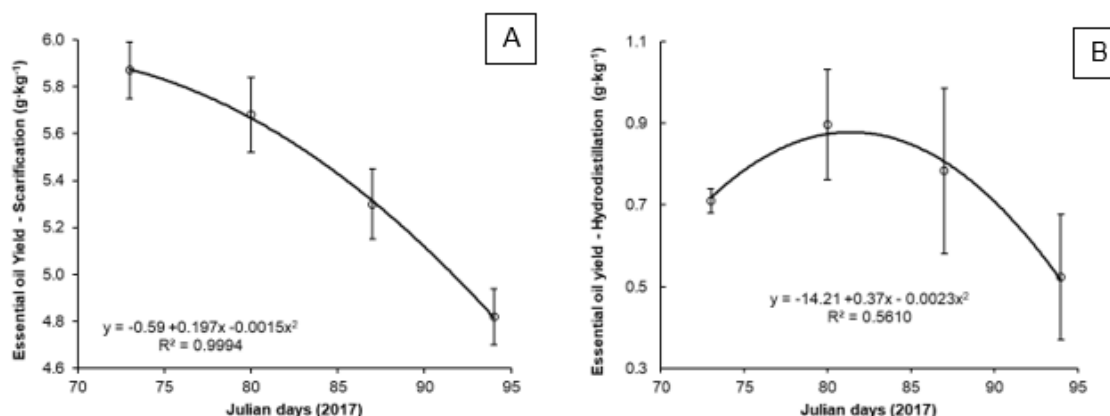 A
Essential oil Yield - Scarification (g·kg⁻¹)
6.0
5.8
5.6
5.4
5.2
5.0
4.8
4.6
y = -0.59 +0.197x -0.0015x²
R² = 0.9994
70 75 80 85 90 95
Julian days (2017)
B
Essential oil yield - Hydrodistillation (g·kg⁻¹)
1.1
0.9
0.7
0.5
0.3
y = -14.21 +0.37x - 0.0023x²
R² = 0.5610
70 75 80 85 90 95
Julian days (2017)